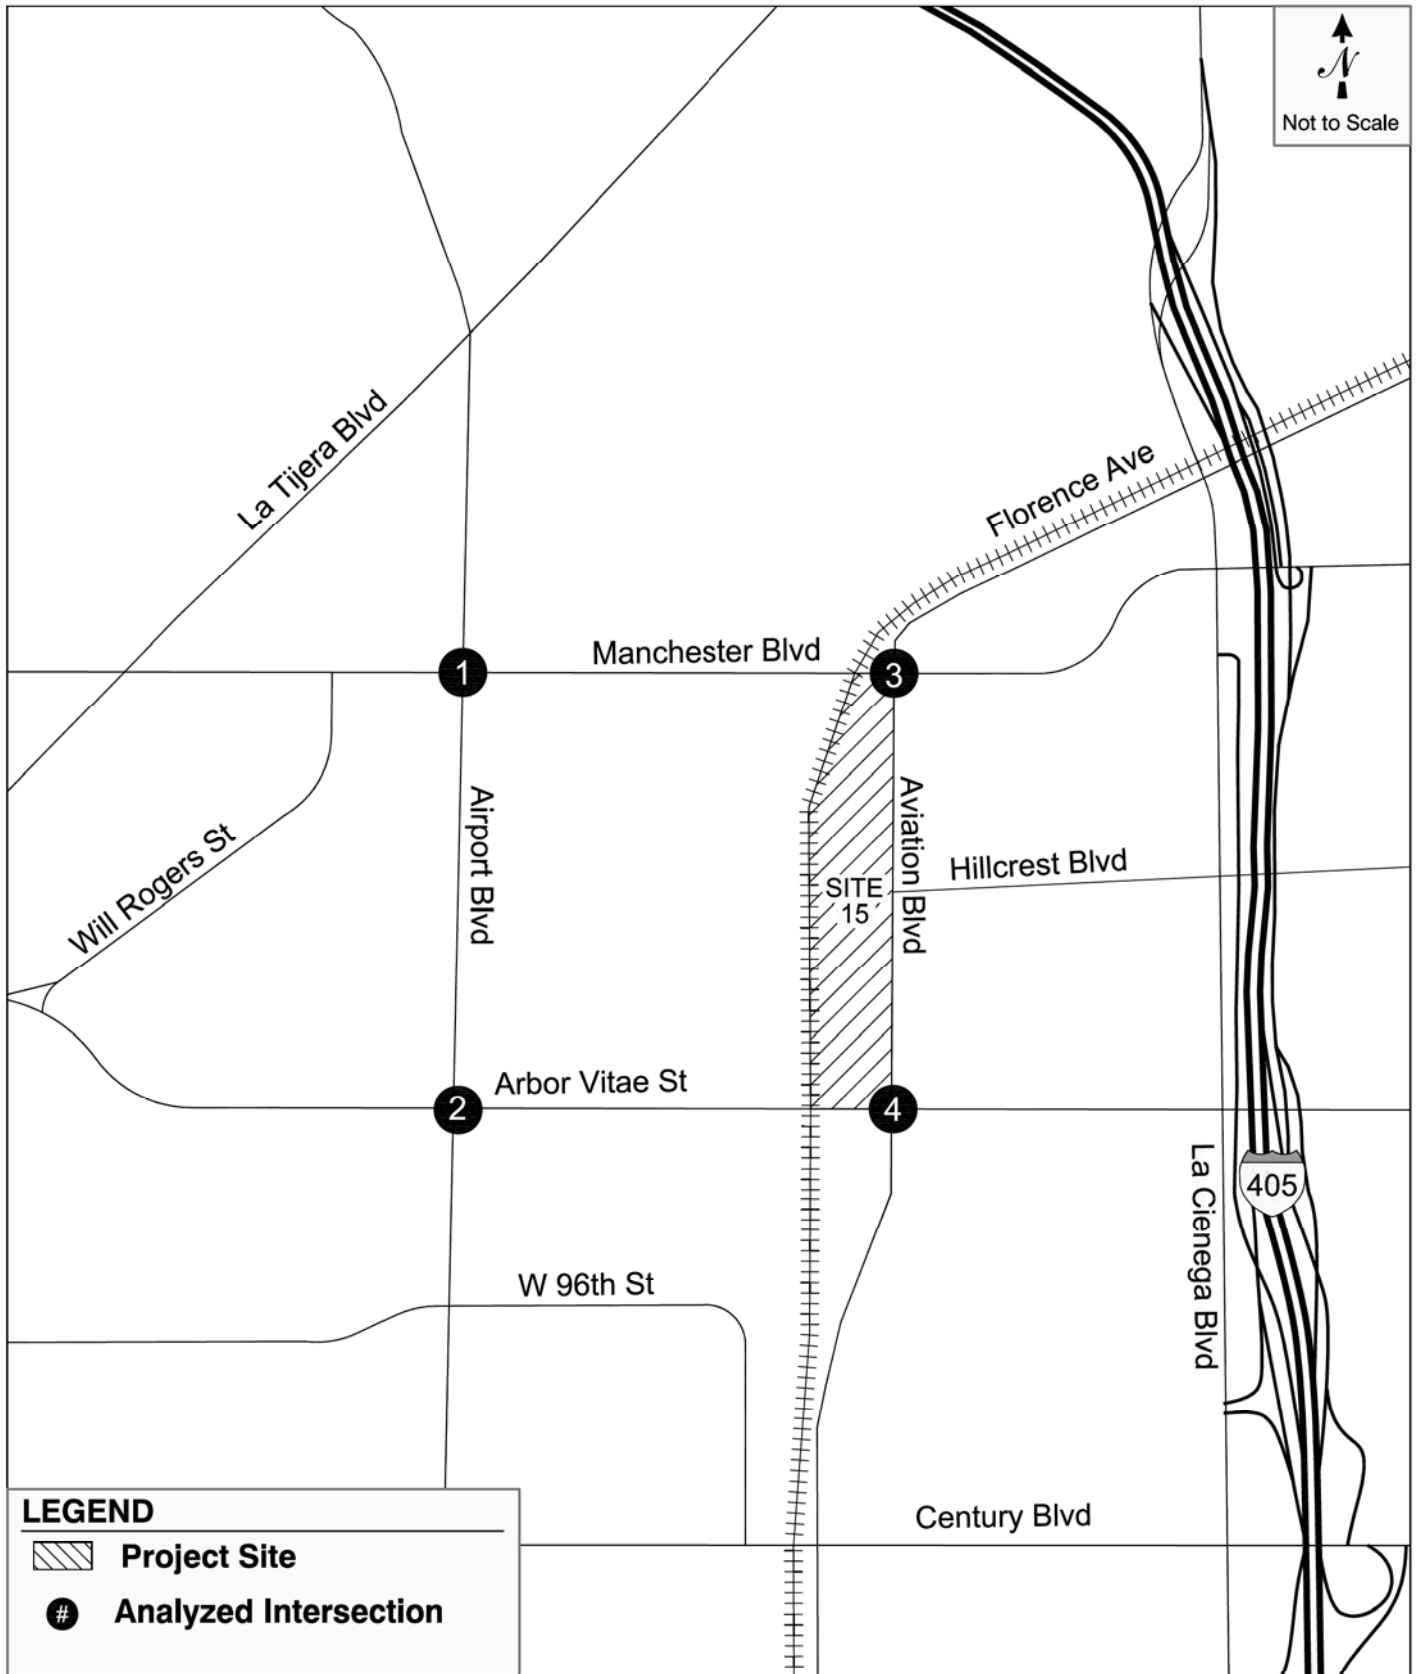 N
Not to Scale
La Tijera Blvd
Florence Ave
Manchester Blvd
1
3
Airport Blvd
Aviation Blvd
Will Rogers St
Hillcrest Blvd
SITE
15
Arbor Vitae St
2
4
La Cienega Blvd
405
W 96th St
Century Blvd
LEGEND
Project Site
# Analyzed Intersection